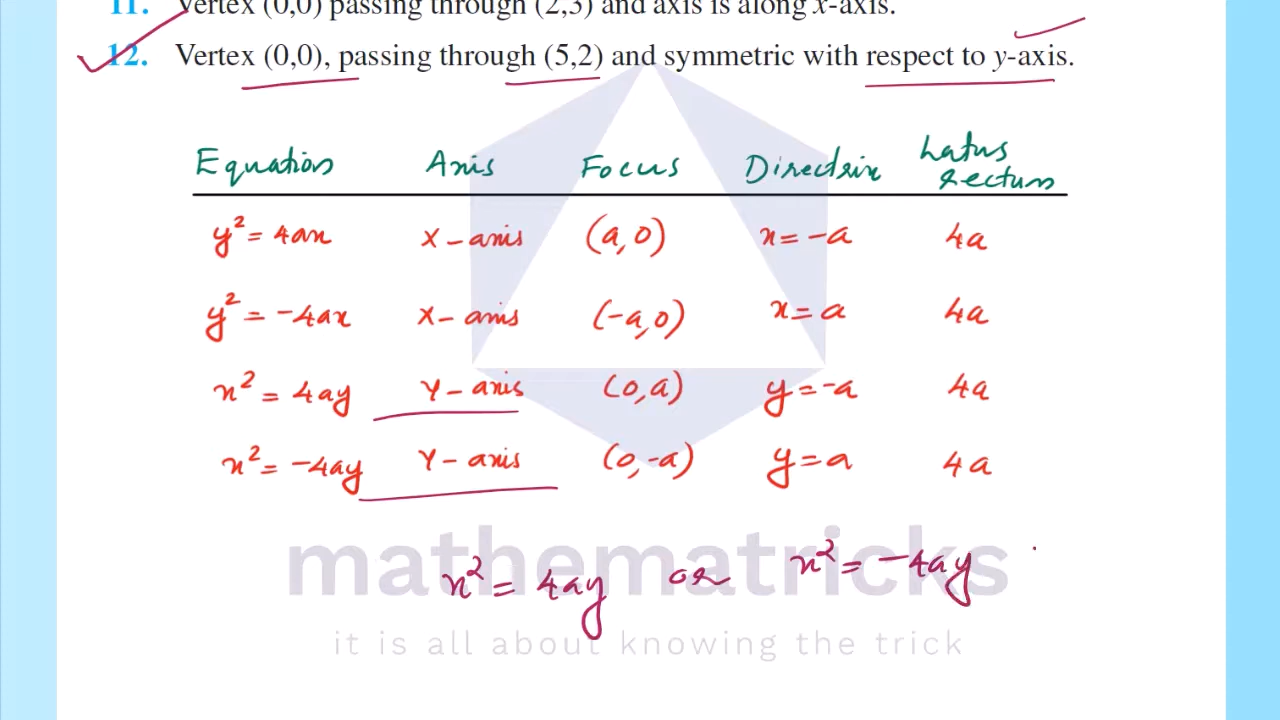 11. Vertex (0,0) passing through (2,3) and axis is along x-axis.
12. Vertex (0,0), passing through (5,2) and symmetric with respect to y-axis.
Equation Axis Focus Directrix Latus Rectum
y² = 4ax X-axis (a,0) x = -a 4a
y² = -4ax X-axis (-a,0) x = a 4a
x² = 4ay Y-axis (0,a) y = -a 4a
x² = -4ay Y-axis (0,-a) y = a 4a
x² = 4ay or x² = -4ay
mathematricks
it is all about knowing the trick